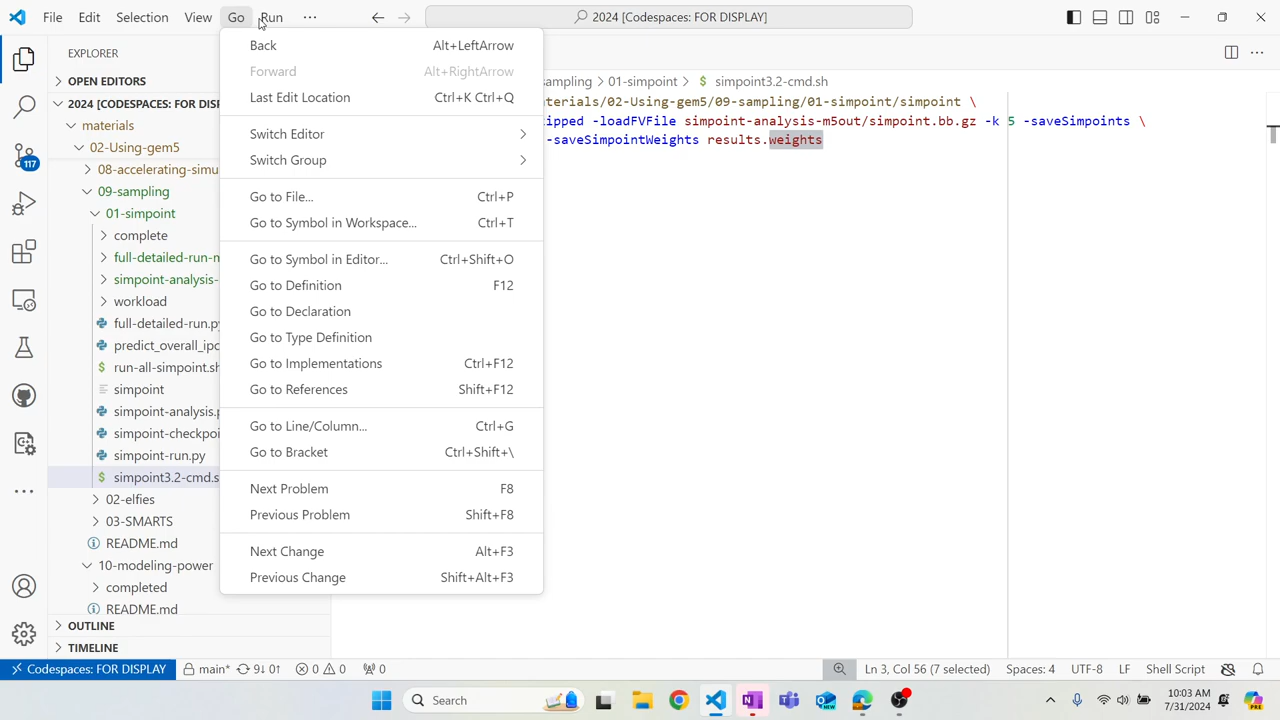 File Edit Selection View Go Run ··· 2024 [Codespaces: FOR DISPLAY]
EXPLORER
OPEN EDITORS
2024 [CODESPACES: FOR DISP
materials
02-Using-gem5
08-accelerating-simu
09-sampling
01-simpoint
complete
full-detailed-run-m
simpoint-analysis-
workload
full-detailed-run.py
predict_overall_ipc
$ run-all-simpoint.sh
simpoint
simpoint-analysis.p
simpoint-checkpoi
simpoint-run.py
$ simpoint3.2-cmd.s
02-elfies
03-SMARTS
README.md
10-modeling-power
completed
README.md
OUTLINE
TIMELINE
117
Back Alt+LeftArrow
Forward Alt+RightArrow
Last Edit Location Ctrl+K Ctrl+Q
Switch Editor
Switch Group
Go to File... Ctrl+P
Go to Symbol in Workspace... Ctrl+T
Go to Symbol in Editor... Ctrl+Shift+O
Go to Definition F12
Go to Declaration
Go to Type Definition
Go to Implementations Ctrl+F12
Go to References Shift+F12
Go to Line/Column... Ctrl+G
Go to Bracket Ctrl+Shift+\
Next Problem F8
Previous Problem Shift+F8
Next Change Alt+F3
Previous Change Shift+Alt+F3
ampling > 01-simpoint > $ simpoint3.2-cmd.sh
terials/02-Using-gem5/09-sampling/01-simpoint/simpoint \
ipped -loadFVFile simpoint-analysis-m5out/simpoint.bb.gz -k 5 -saveSimpoints \
-saveSimpointWeights results.weights
Codespaces: FOR DISPLAY main* 9↓ 0↑ 0 0 0 Ln 3, Col 56 (7 selected) Spaces: 4 UTF-8 LF Shell Script
Search
10:03 AM
7/31/2024